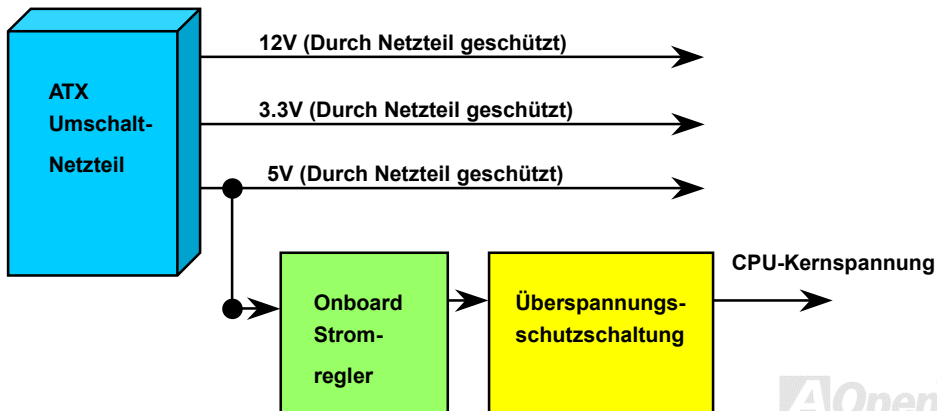 12V (Durch Netzteil geschützt)
ATX
Umschalt-
Netzteil
3.3V (Durch Netzteil geschützt)
5V (Durch Netzteil geschützt)
Onboard
Strom-
regler
Überspannungs-
schutzschaltung
CPU-Kernspannung
AOpen